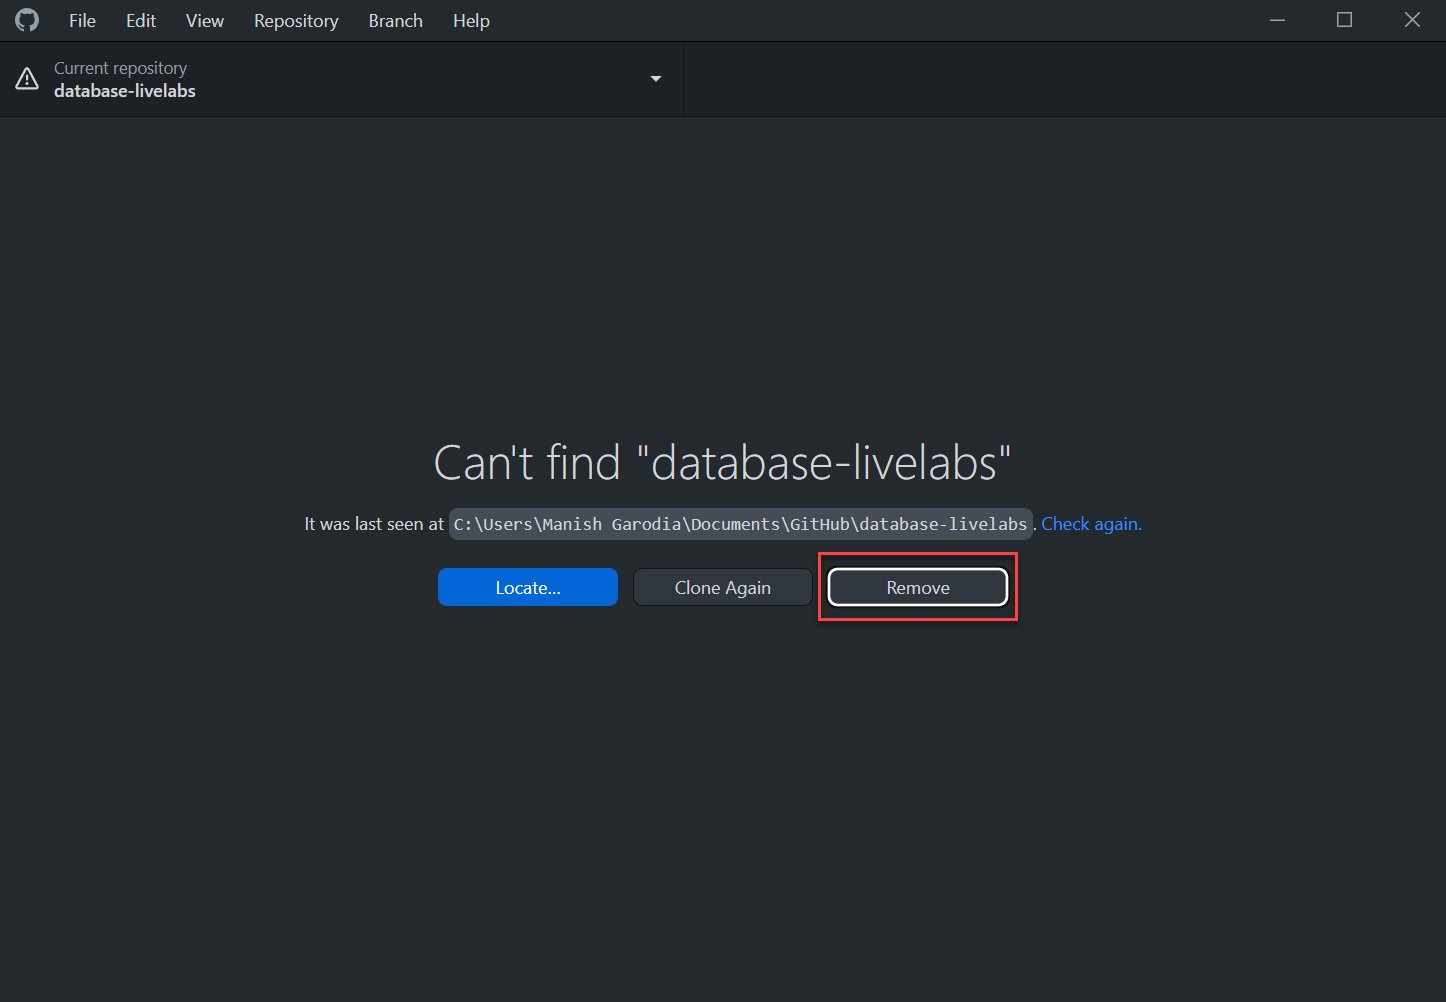 File Edit View Repository Branch Help
Current repository
database-livelabs
Can't find "database-livelabs"
It was last seen at C:\Users\Manish Garodia\Documents\GitHub\database-livelabs. Check again.
Locate... Clone Again Remove